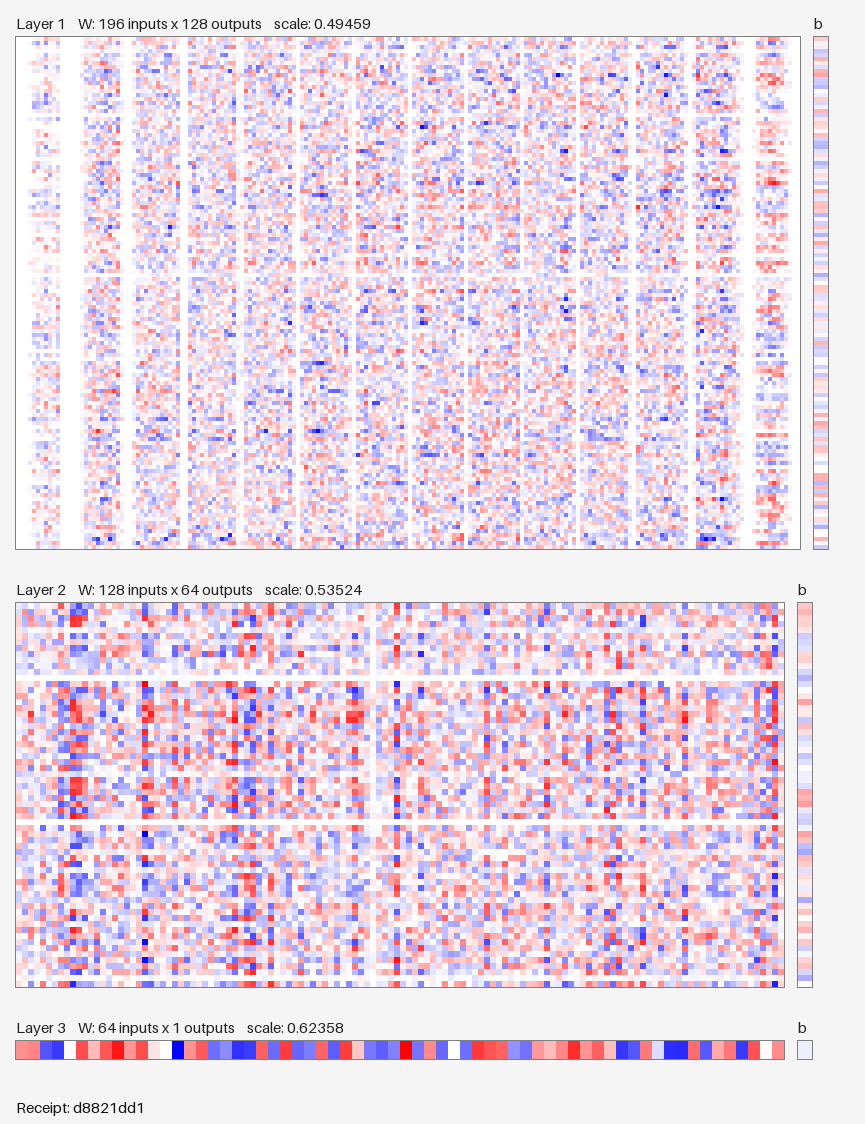 Layer 1 W: 196 inputs x 128 outputs scale: 0.49459 b
Layer 2 W: 128 inputs x 64 outputs scale: 0.53524 b
Layer 3 W: 64 inputs x 1 outputs scale: 0.62358 b
Receipt: d8821dd1